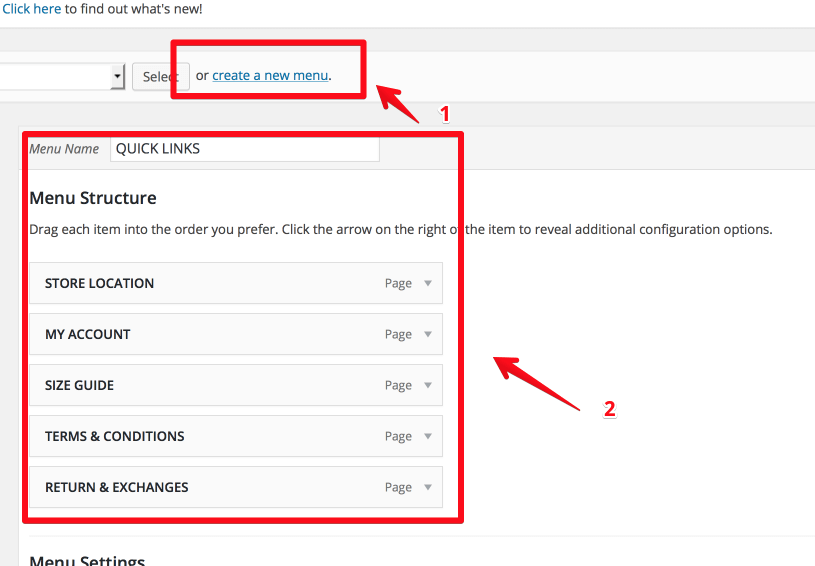 Click here to find out what's new!
Select or create a new menu.
1
Menu Name QUICK LINKS
Menu Structure
Drag each item into the order you prefer. Click the arrow on the right of the item to reveal additional configuration options.
STORE LOCATION Page
MY ACCOUNT Page
SIZE GUIDE Page
2
TERMS & CONDITIONS Page
RETURN & EXCHANGES Page
Menu Settings